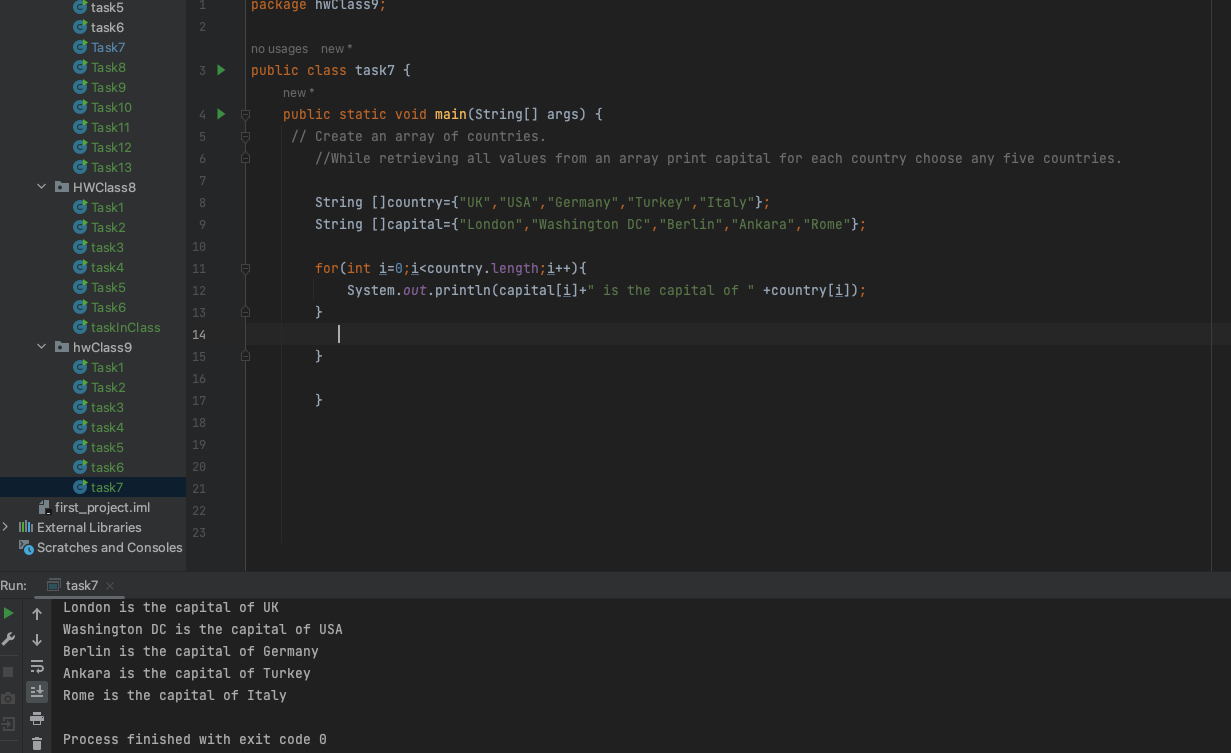 task5
task6
Task7
Task8
Task9
Task10
Task11
Task12
Task13
HWClass8
Task1
Task2
task3
task4
Task5
Task6
taskInClass
hwClass9
Task1
Task2
task3
task4
task5
task6
task7
first_project.iml
External Libraries
Scratches and Consoles
1 package hwClass9;
2
no usages new *
3 public class task7 {
new *
4 public static void main(String[] args) {
5 // Create an array of countries.
6 //While retrieving all values from an array print capital for each country choose any five countries.
7
8 String []country={"UK","USA","Germany","Turkey","Italy"};
9 String []capital={"London","Washington DC","Berlin","Ankara","Rome"};
10
11 for(int i=0;i<country.length;i++){
12 System.out.println(capital[i]+" is the capital of " +country[i]);
13 }
14
15 }
16
17 }
18
19
20
21
22
23
Run: task7
London is the capital of UK
Washington DC is the capital of USA
Berlin is the capital of Germany
Ankara is the capital of Turkey
Rome is the capital of Italy
Process finished with exit code 0